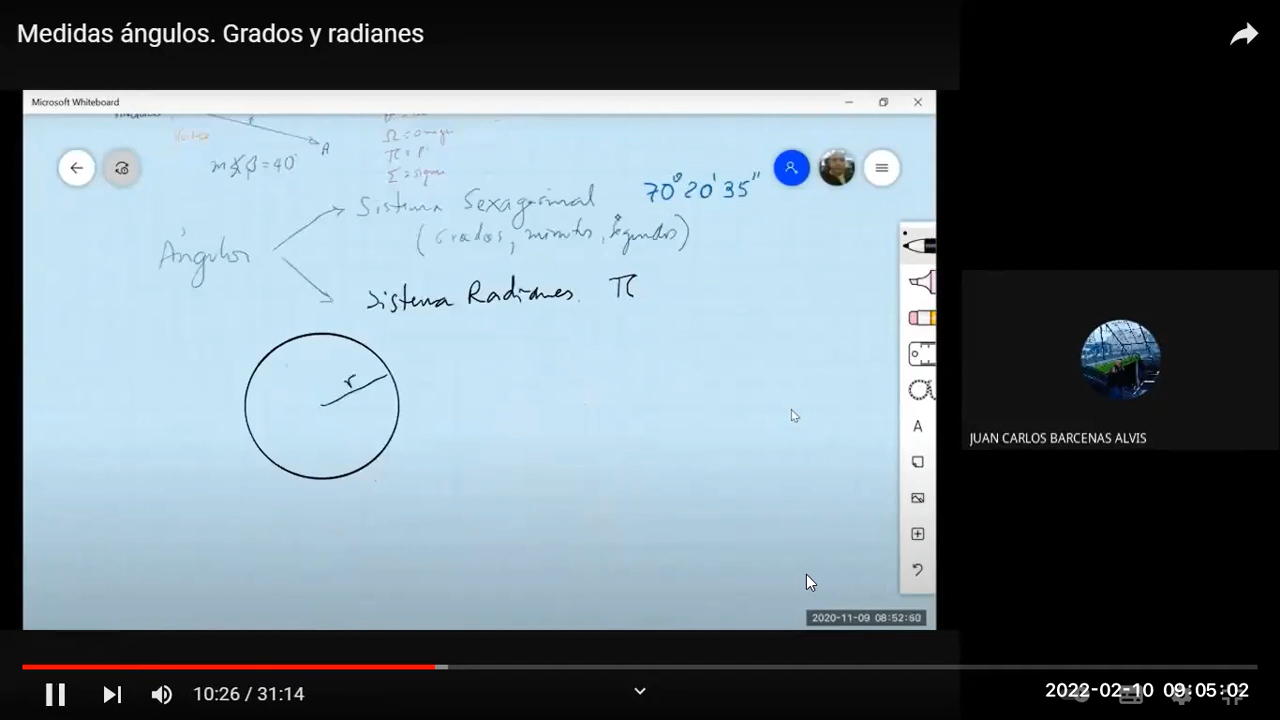 Medidas ángulos. Grados y radianes
Microsoft Whiteboard
A
m∡β=40°
π = P
Sistema Sexagesimal
70° 20' 35"
(Grados, minutos, segundos)
Ángulos
Sistema Radianes. π
r
A
JUAN CARLOS BARCENAS ALVIS
2020-11-09 08:52:60
10:26 / 31:14
2022-02-10 09:05:02